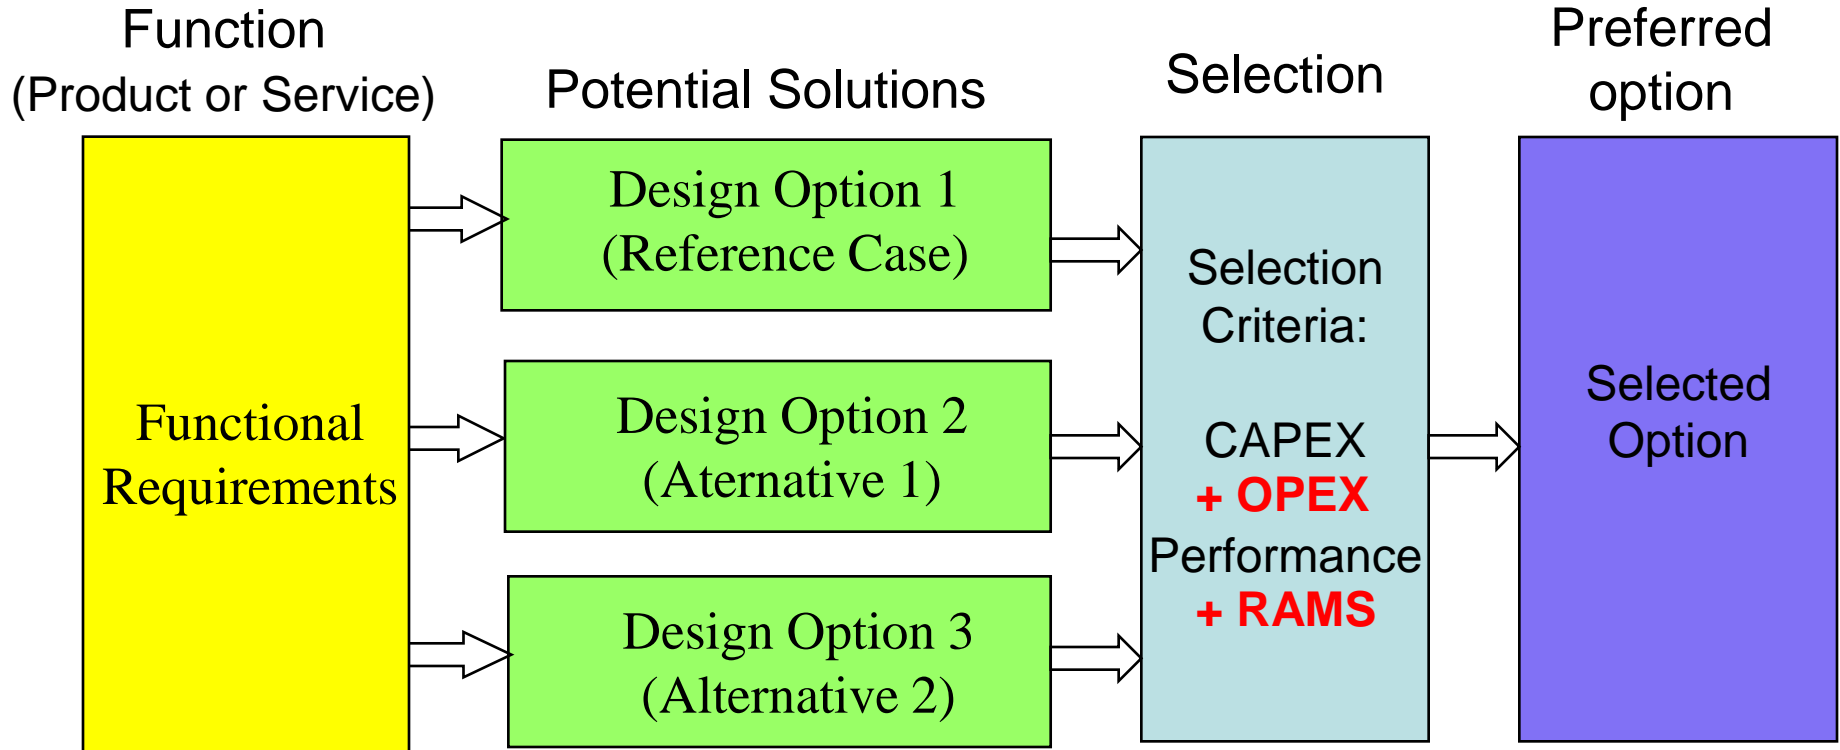 Function
(Product or Service)
Potential Solutions
Selection
Preferred
option
Functional
Requirements
Design Option 1
(Reference Case)
Design Option 2
(Aternative 1)
Design Option 3
(Alternative 2)
Selection
Criteria:
CAPEX
+ OPEX
Performance
+ RAMS
Selected
Option